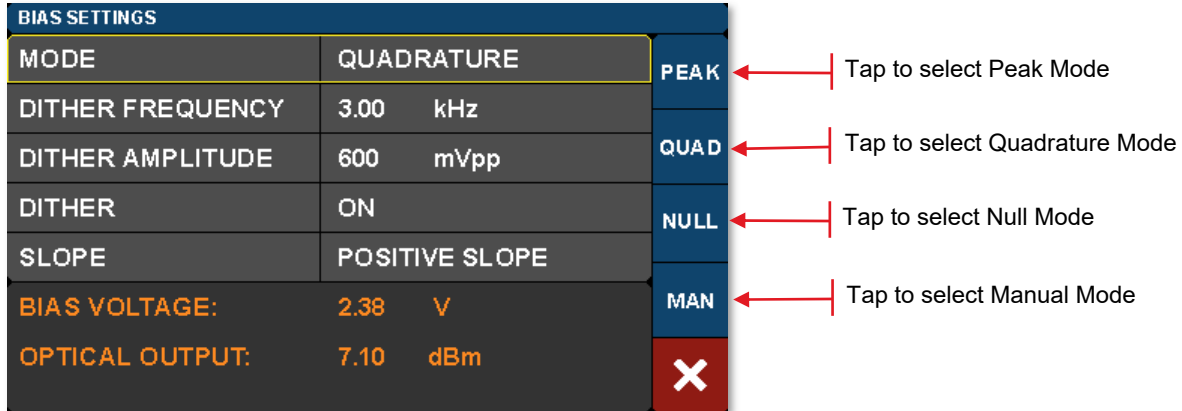 BIAS SETTINGS
MODE QUADRATURE PEAK Tap to select Peak Mode
DITHER FREQUENCY 3.00 kHz
DITHER AMPLITUDE 600 mVpp QUAD Tap to select Quadrature Mode
DITHER ON
NULL Tap to select Null Mode
SLOPE POSITIVE SLOPE
BIAS VOLTAGE: 2.38 V MAN Tap to select Manual Mode
OPTICAL OUTPUT: 7.10 dBm